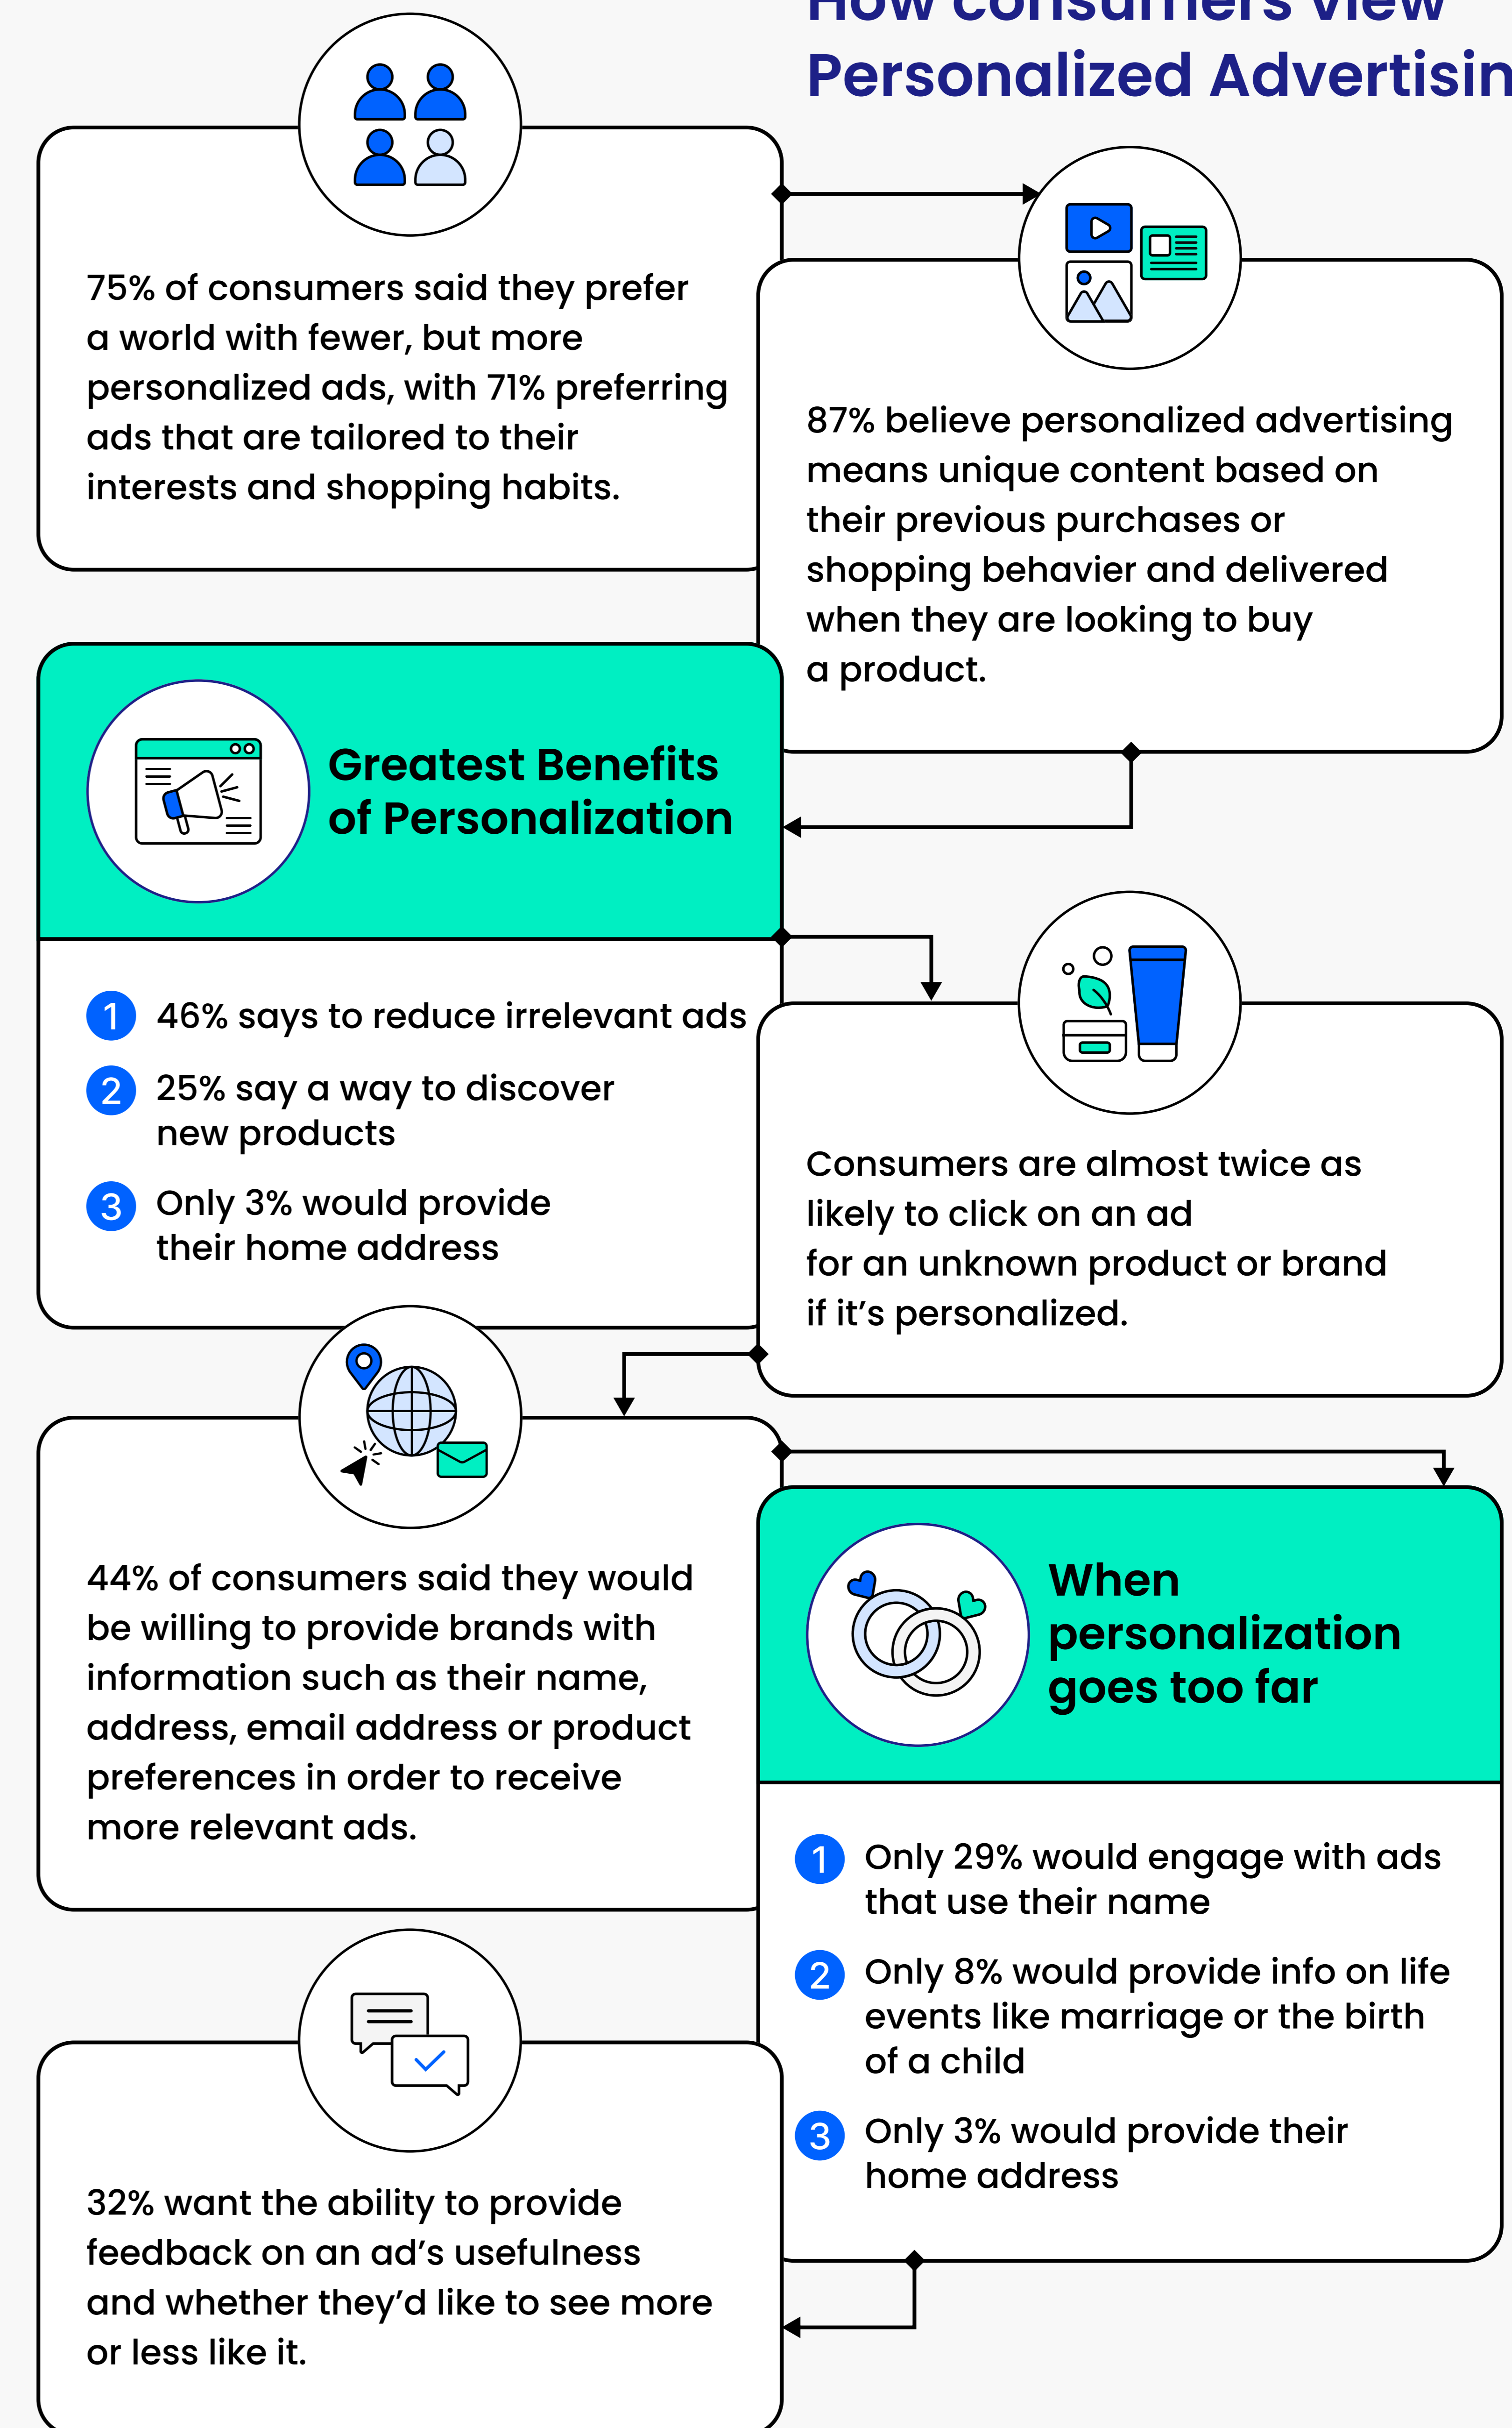 How consumers view
Personalized Advertisin
75% of consumers said they prefer
a world with fewer, but more
personalized ads, with 71% preferring
ads that are tailored to their
interests and shopping habits.
87% believe personalized advertising
means unique content based on
their previous purchases or
shopping behavier and delivered
when they are looking to buy
a product.
Greatest Benefits
of Personalization
1 46% says to reduce irrelevant ads
2 25% say a way to discover
new products
3 Only 3% would provide
their home address
Consumers are almost twice as
likely to click on an ad
for an unknown product or brand
if it's personalized.
44% of consumers said they would
be willing to provide brands with
information such as their name,
address, email address or product
preferences in order to receive
more relevant ads.
When
personalization
goes too far
1 Only 29% would engage with ads
that use their name
2 Only 8% would provide info on life
events like marriage or the birth
of a child
3 Only 3% would provide their
home address
32% want the ability to provide
feedback on an ad’s usefulness
and whether they’d like to see more
or less like it.